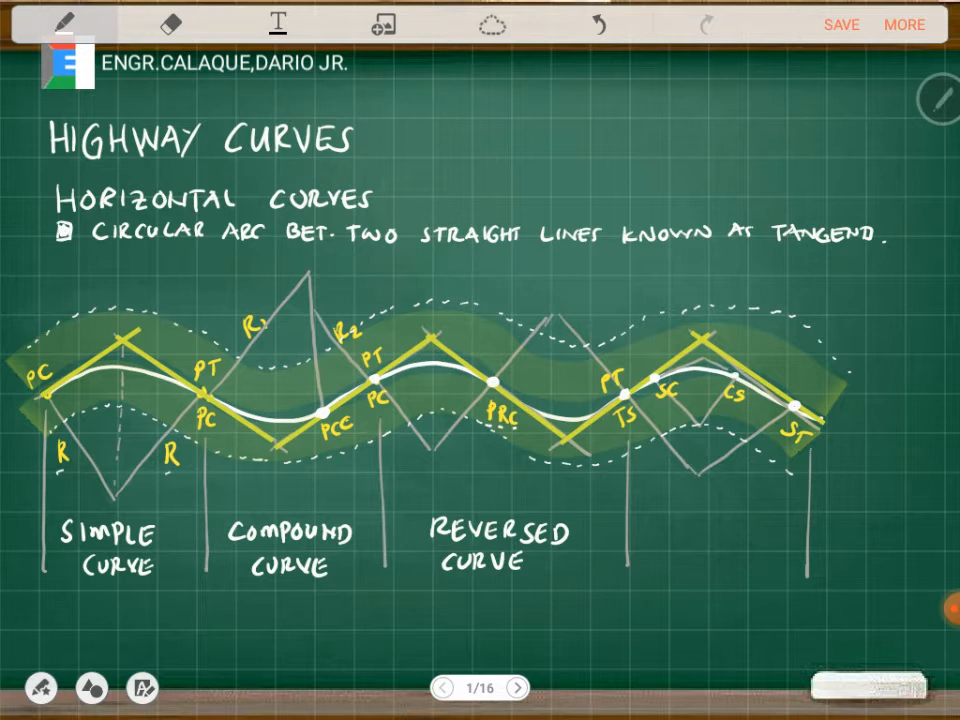 T
SAVE MORE
E ENGR.CALAQUE,DARIO JR.
HIGHWAY CURVES
HORIZONTAL CURVES
CIRCULAR ARC BET. TWO STRAIGHT LINES KNOWN AS TANGEND.
R1 R2
PC PT PT PT SC CS
PC PCC PC PRC TS ST
R R
SIMPLE COMPOUND REVERSED
CURVE CURVE CURVE
1/16